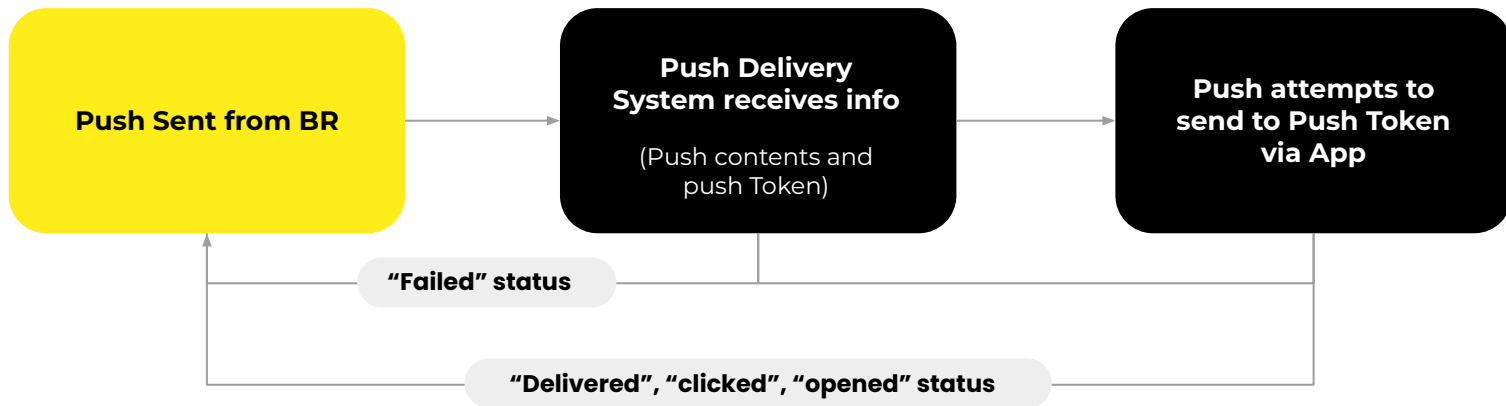 Push Sent from BR
Push Delivery
System receives info
(Push contents and
push Token)
Push attempts to
send to Push Token
via App
“Failed” status
“Delivered”, “clicked”, “opened” status